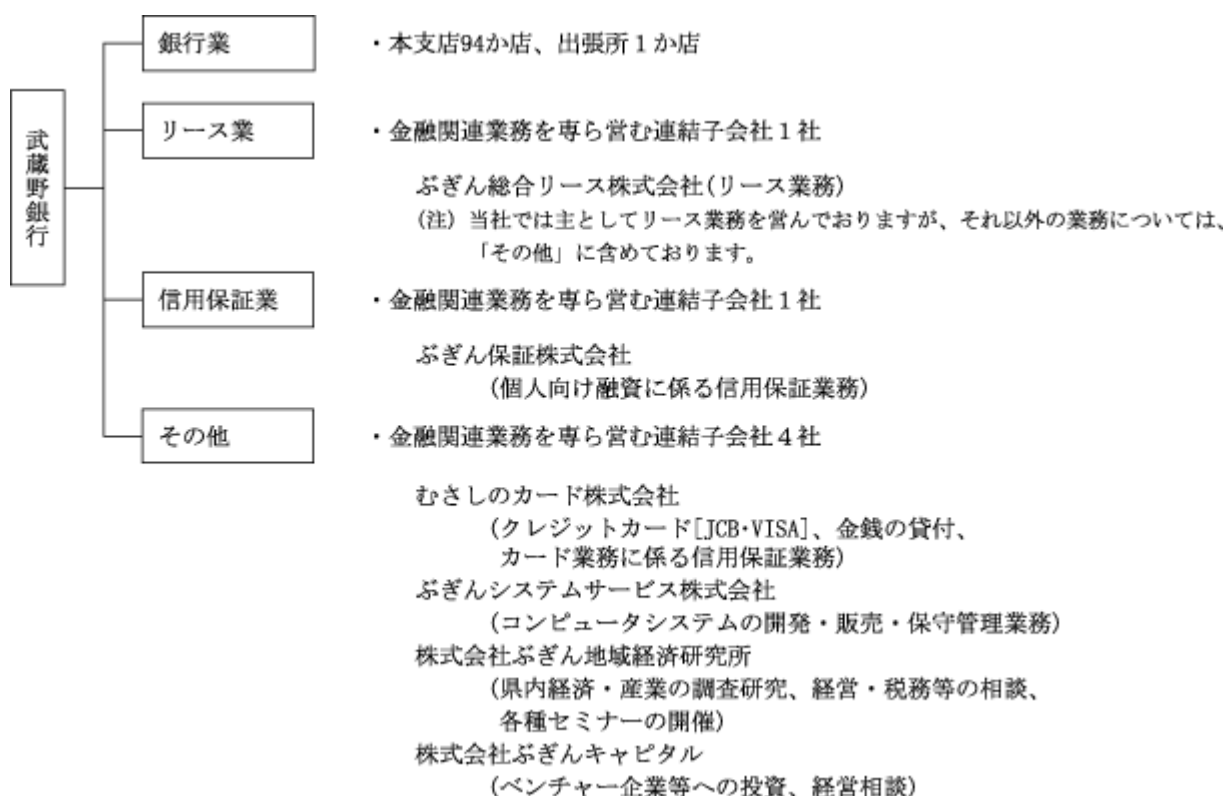 武蔵野銀行
銀行業
・本支店94か店、出張所1か店
リース業
・金融関連業務を専ら営む連結子会社1社
ぶぎん総合リース株式会社(リース業務)
(注) 当社では主としてリース業務を営んでおりますが、それ以外の業務については、
「その他」に含めております。
信用保証業
・金融関連業務を専ら営む連結子会社1社
ぶぎん保証株式会社
(個人向け融資に係る信用保証業務)
その他
・金融関連業務を専ら営む連結子会社4社
むさしのカード株式会社
(クレジットカード[JCB・VISA]、金銭の貸付、
カード業務に係る信用保証業務)
ぶぎんシステムサービス株式会社
(コンピュータシステムの開発・販売・保守管理業務)
株式会社ぶぎん地域経済研究所
(県内経済・産業の調査研究、経営・税務等の相談、
各種セミナーの開催)
株式会社ぶぎんキャピタル
(ベンチャー企業等への投資、経営相談)